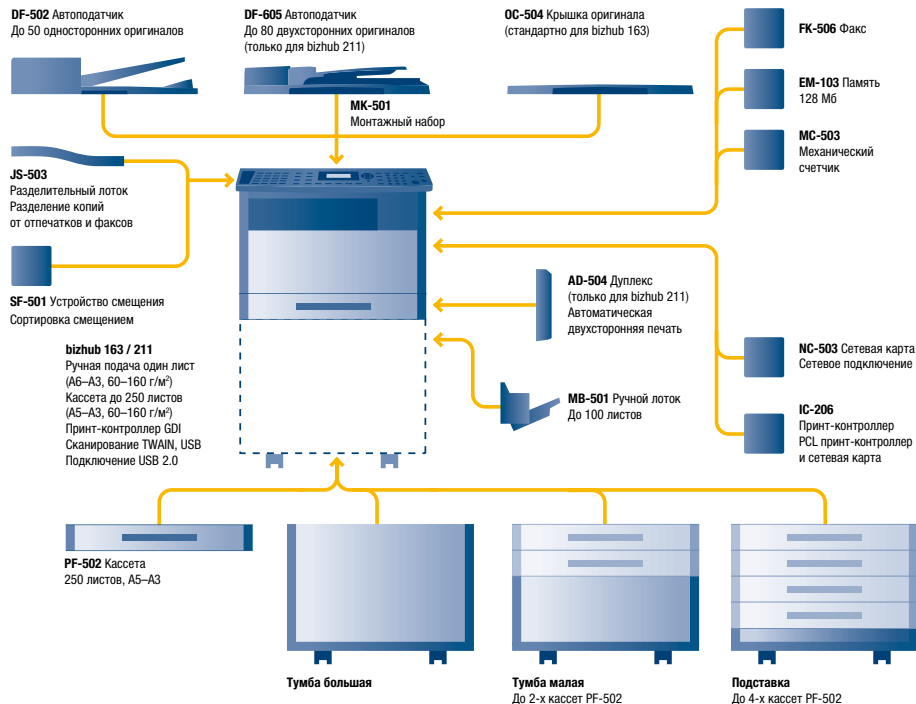 DF-502 Автоподатчик
До 50 односторонних оригиналов
DF-605 Автоподатчик
До 80 двухсторонних оригиналов
(только для bizhub 211)
OC-504 Крышка оригинала
(стандартно для bizhub 163)
FK-506 Факс
EM-103 Память
128 Мб
MC-503
Механический
счетчик
MK-501
Монтажный набор
JS-503
Разделительный лоток
Разделение копий
от отпечатков и факсов
SF-501 Устройство смещения
Сортировка смещением
AD-504 Дуплекс
(только для bizhub 211)
Автоматическая
двухсторонняя печать
bizhub 163 / 211
Ручная подача один лист
(А6–А3, 60–160 г/м²)
Кассета до 250 листов
(А5–А3, 60–160 г/м²)
Принт-контроллер GDI
Сканирование TWAIN, USB
Подключение USB 2.0
MB-501 Ручной лоток
До 100 листов
NC-503 Сетевая карта
Сетевое подключение
IC-206
Принт-контроллер
PCL принт-контроллер
и сетевая карта
PF-502 Кассета
250 листов, А5–А3
Тумба большая
Тумба малая
До 2-х кассет PF-502
Подставка
До 4-х кассет PF-502